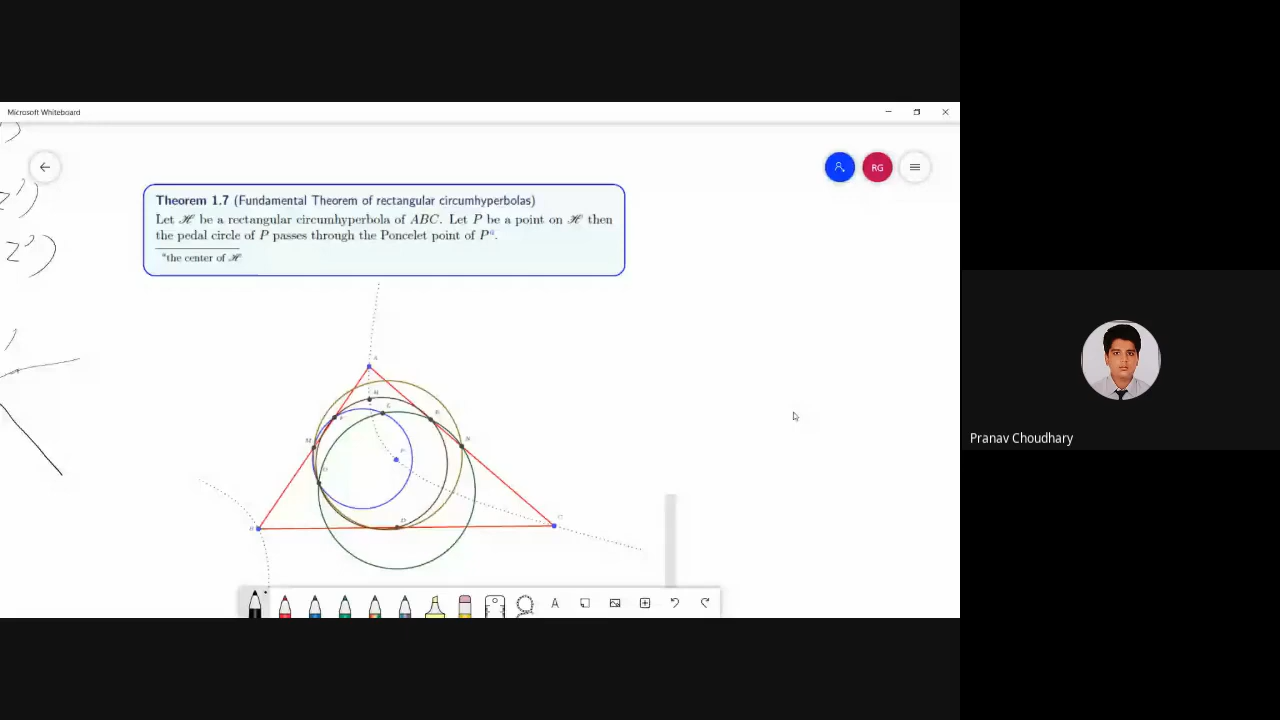 Microsoft Whiteboard
RG
Theorem 1.7 (Fundamental Theorem of rectangular circumhyperbolas)
Let ℋ be a rectangular circumhyperbola of ABC. Let P be a point on ℋ then
the pedal circle of P passes through the Poncelet point of P^a.
^a the center of ℋ
z')
z')
A
H
L
E
M
N
P
O
D
B
C
A
Pranav Choudhary